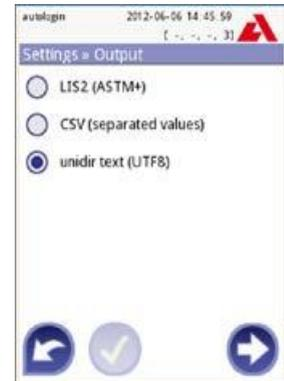 autologin 2012-06-06 14:45:59
[ -, -, -, 3]
Settings » Output
LIS2 (ASTM+)
CSV (separated values)
unidir text (UTF8)